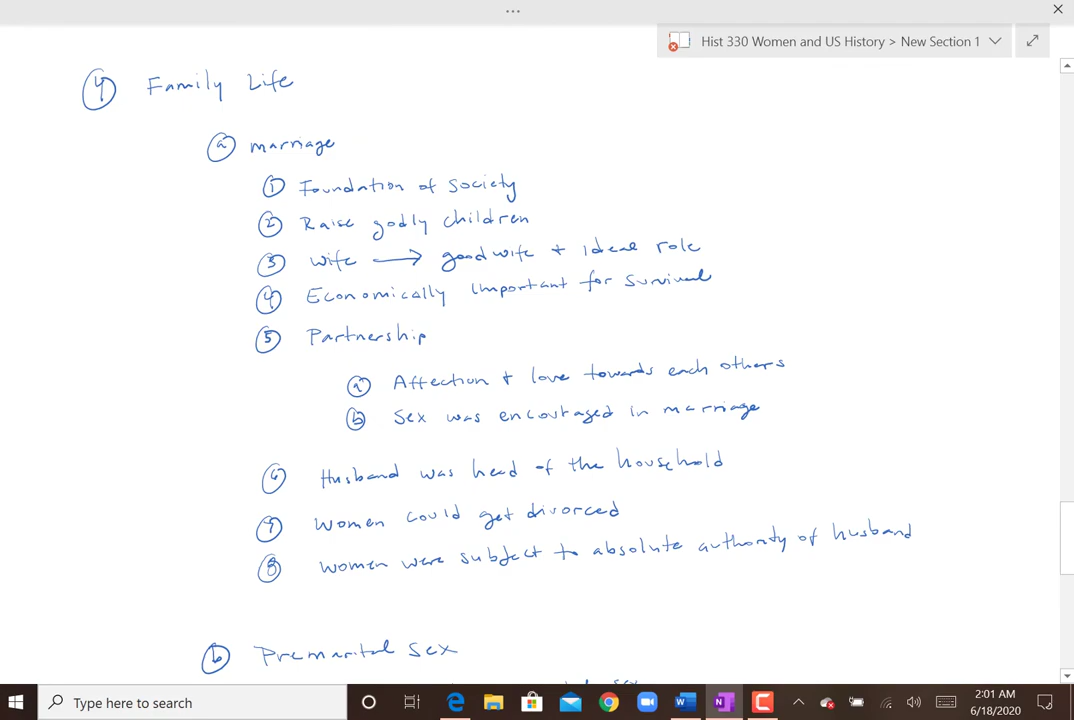 Hist 330 Women and US History > New Section 1
4 Family Life
a marriage
1 Foundation of society
2 Raise godly children
3 Wife → good wife + ideal role
4 Economically important for survival
5 Partnership
a Affection + love towards each others
b Sex was encouraged in marriage
6 Husband was head of the household
7 Women could get divorced
8 Women were subject to absolute authority of husband
b Premarital Sex
Type here to search
2:01 AM
6/18/2020